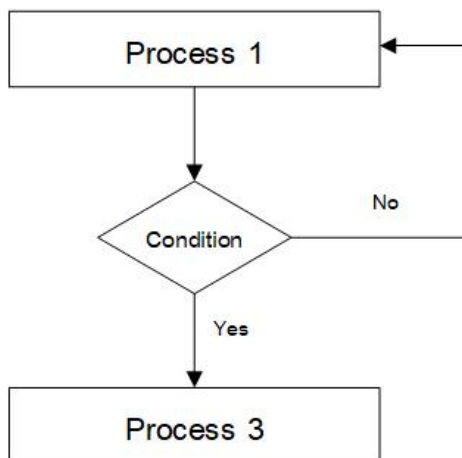 Process 1
Condition
No
Yes
Process 3